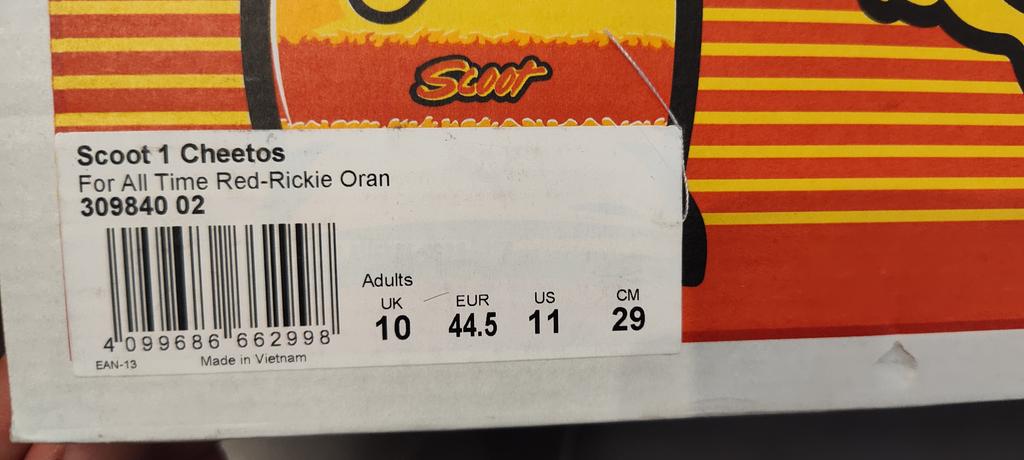 Scoot
Scoot 1 Cheetos
For All Time Red-Rickie Oran
309840 02
4 099686 662998
EAN-13
Made in Vietnam
Adults
UK EUR US CM
10 44.5 11 29